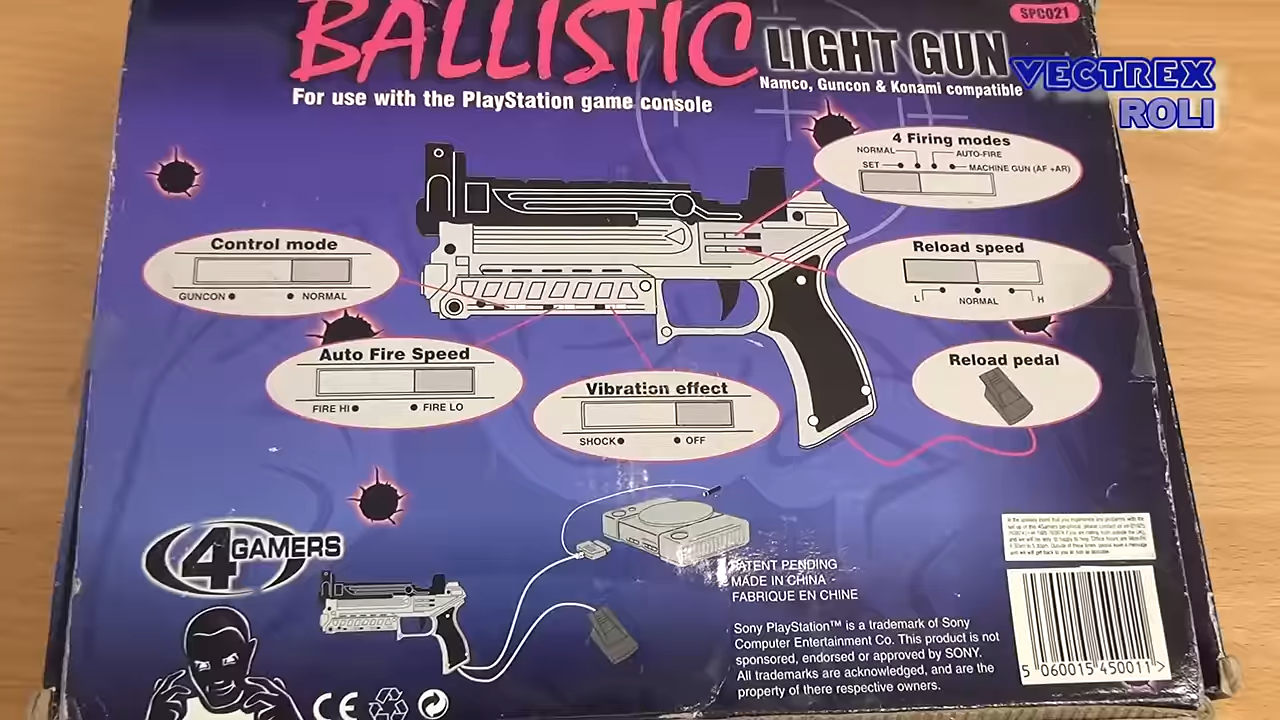 BALLISTIC
LIGHT GUN
SPC021
For use with the PlayStation game console
Namco, Guncon & Konami compatible
VECTREX
ROLI
4 Firing modes
NORMAL
AUTO-FIRE
SET
MACHINE GUN (AF +AR)
Control mode
GUNCON
NORMAL
Reload speed
L
NORMAL
H
Auto Fire Speed
FIRE HI
FIRE LO
Vibration effect
SHOCK
OFF
Reload pedal
4GAMERS
PATENT PENDING
MADE IN CHINA -
FABRIQUE EN CHINE
Sony PlayStation™ is a trademark of Sony
Computer Entertainment Co. This product is not
sponsored, endorsed or approved by SONY.
All trademarks are acknowledged, and are the
property of there respective owners.
5 060015 450011 >
CE